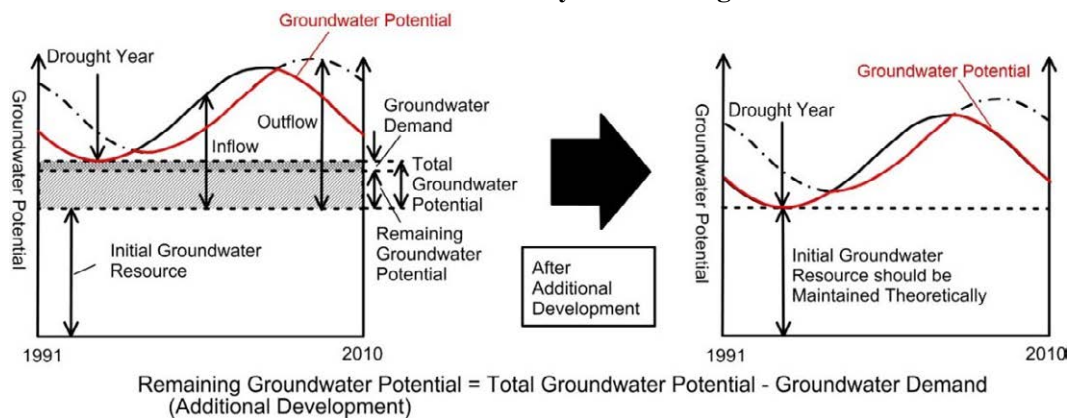 Groundwater Potential
Drought Year
Groundwater Potential
Groundwater
Demand
Outflow
Inflow
Total
Groundwater
Potential
Initial Groundwater
Resource
Remaining
Groundwater
Potential
1991
2010
After
Additional
Development
Groundwater Potential
Drought Year
Groundwater Potential
Initial Groundwater
Resource should be
Maintained Theoretically
1991
2010
Remaining Groundwater Potential = Total Groundwater Potential - Groundwater Demand
(Additional Development)